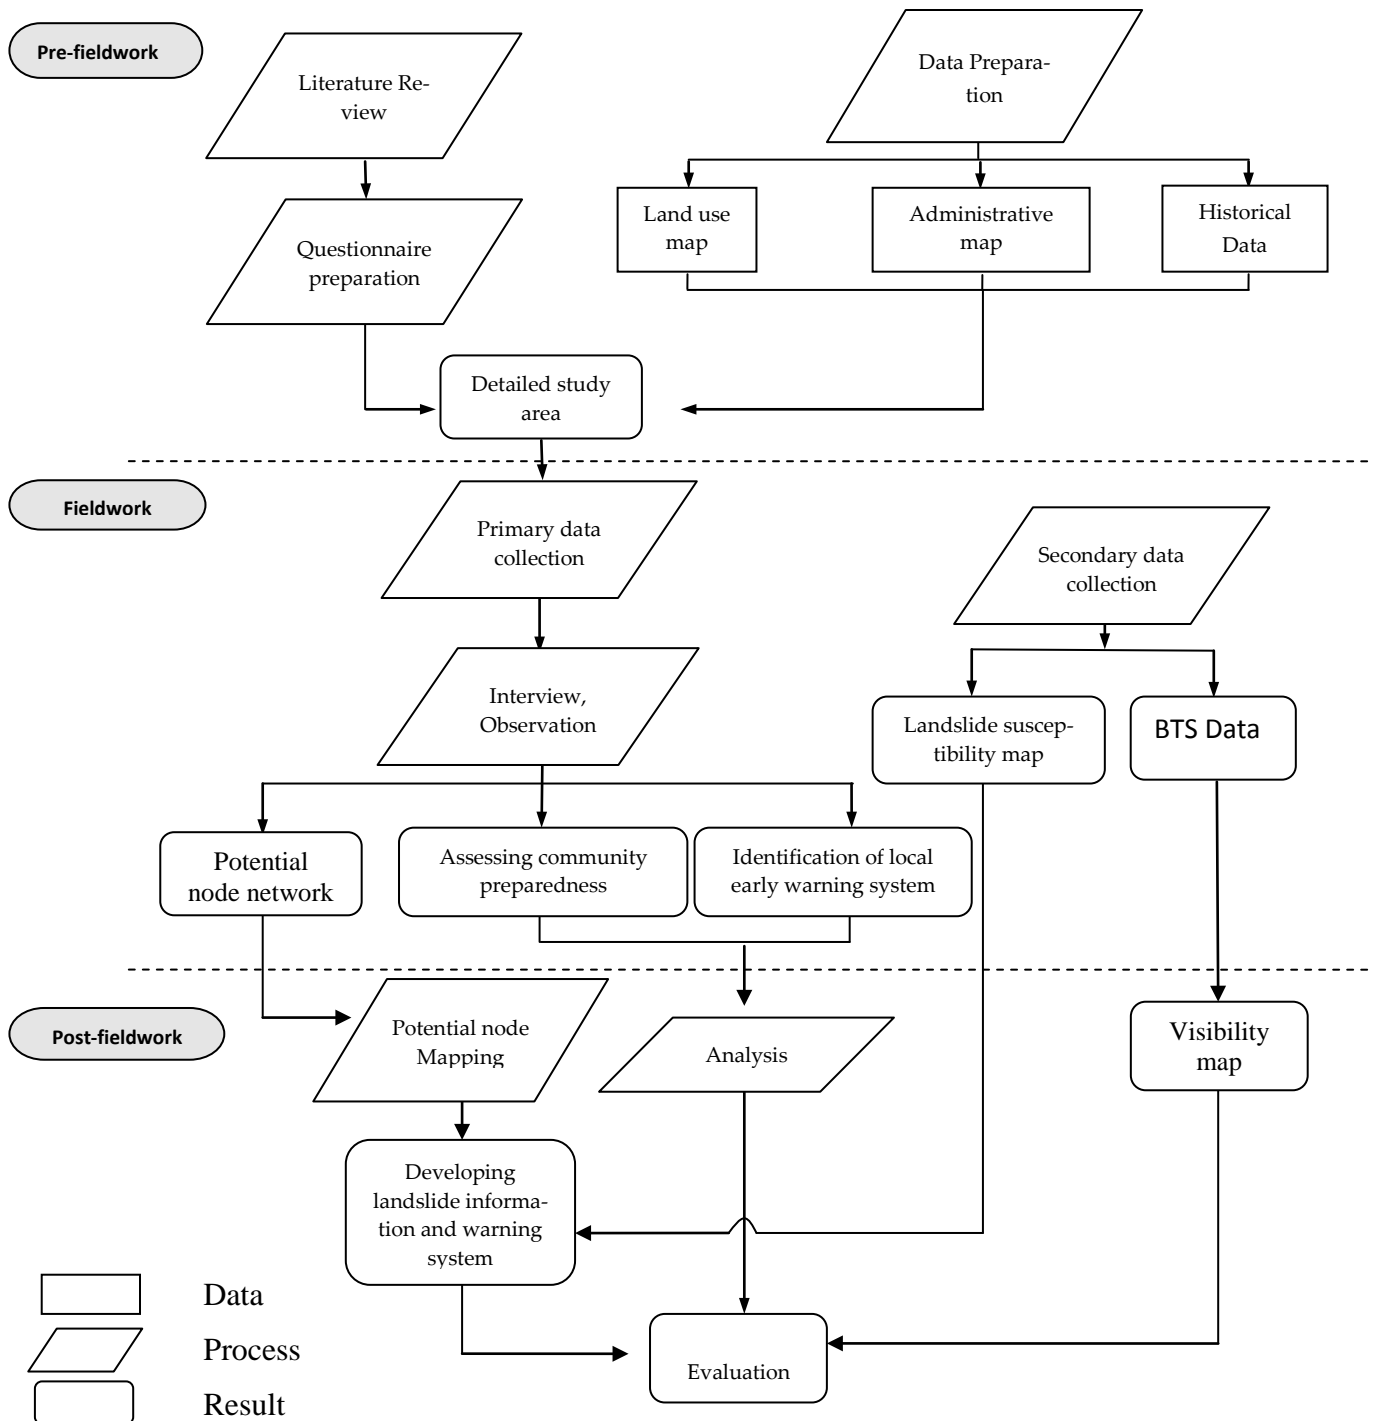 Pre-fieldwork
Literature Re-
view
Data Prepara-
tion
Questionnaire
preparation
Land use
map
Administrative
map
Historical
Data
Detailed study
area
Fieldwork
Primary data
collection
Secondary data
collection
Interview,
Observation
Landslide suscep-
tibility map
BTS Data
Potential
node network
Assessing community
preparedness
Identification of local
early warning system
Post-fieldwork
Potential node
Mapping
Analysis
Visibility
map
Developing
landslide informa-
tion and warning
system
Evaluation
Data
Process
Result